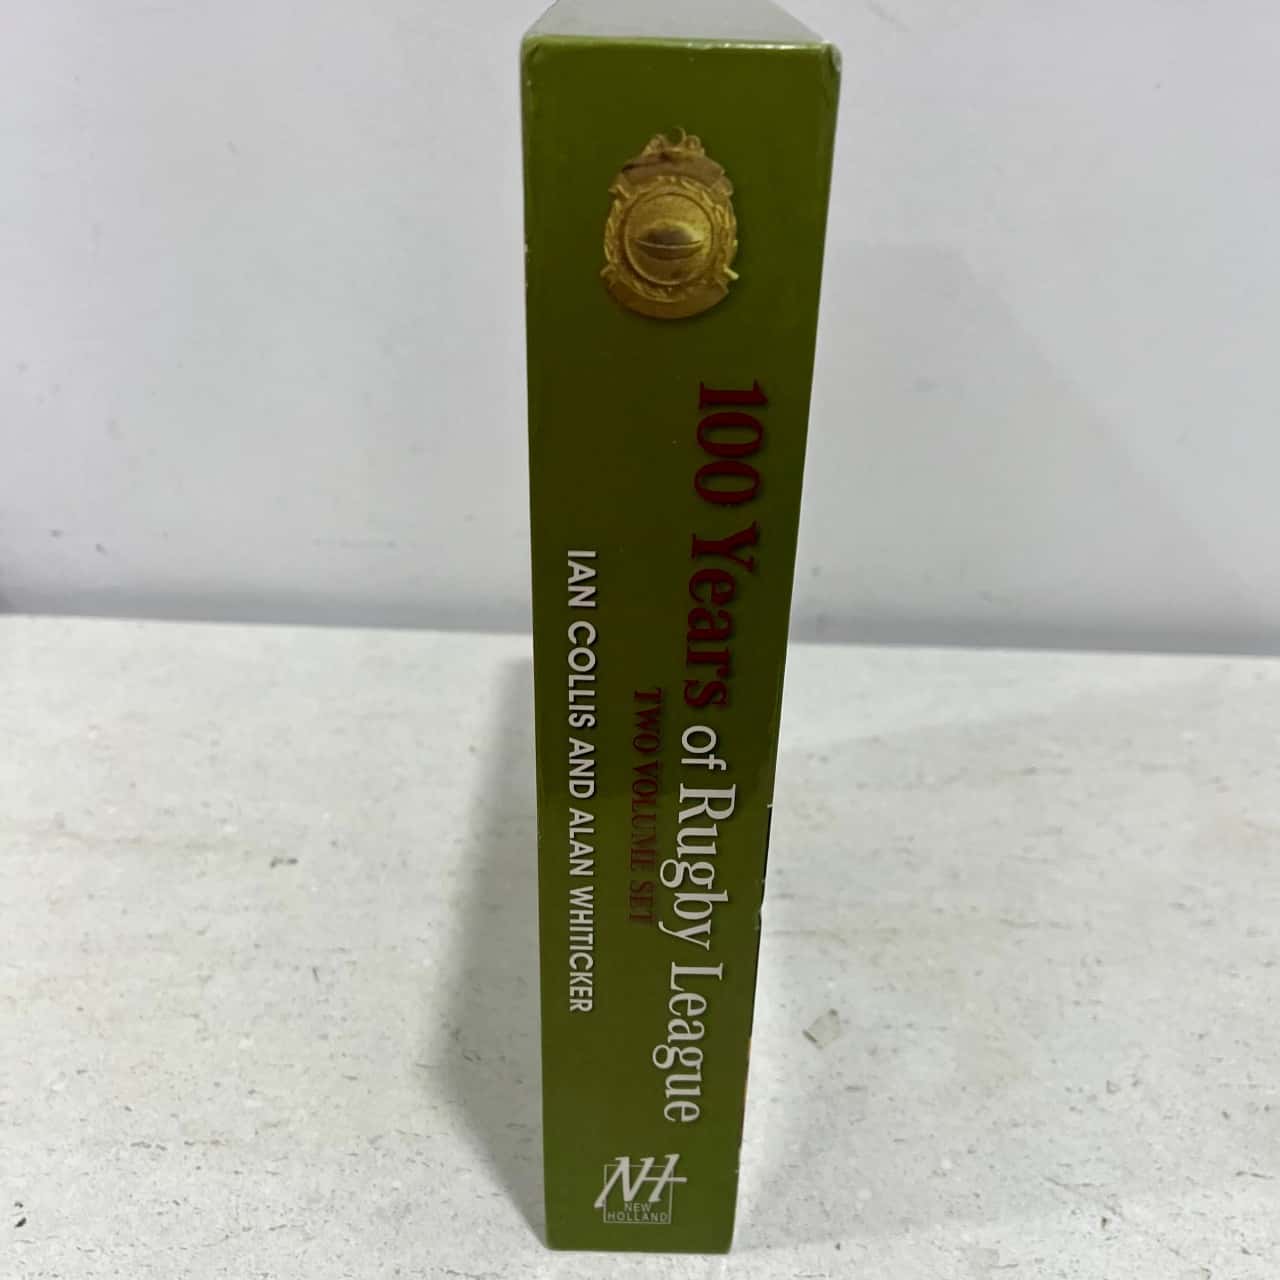 100 Years of Rugby League
TWO VOLUME SET
IAN COLLIS AND ALAN WHITICKER
NH
NEW
HOLLAND